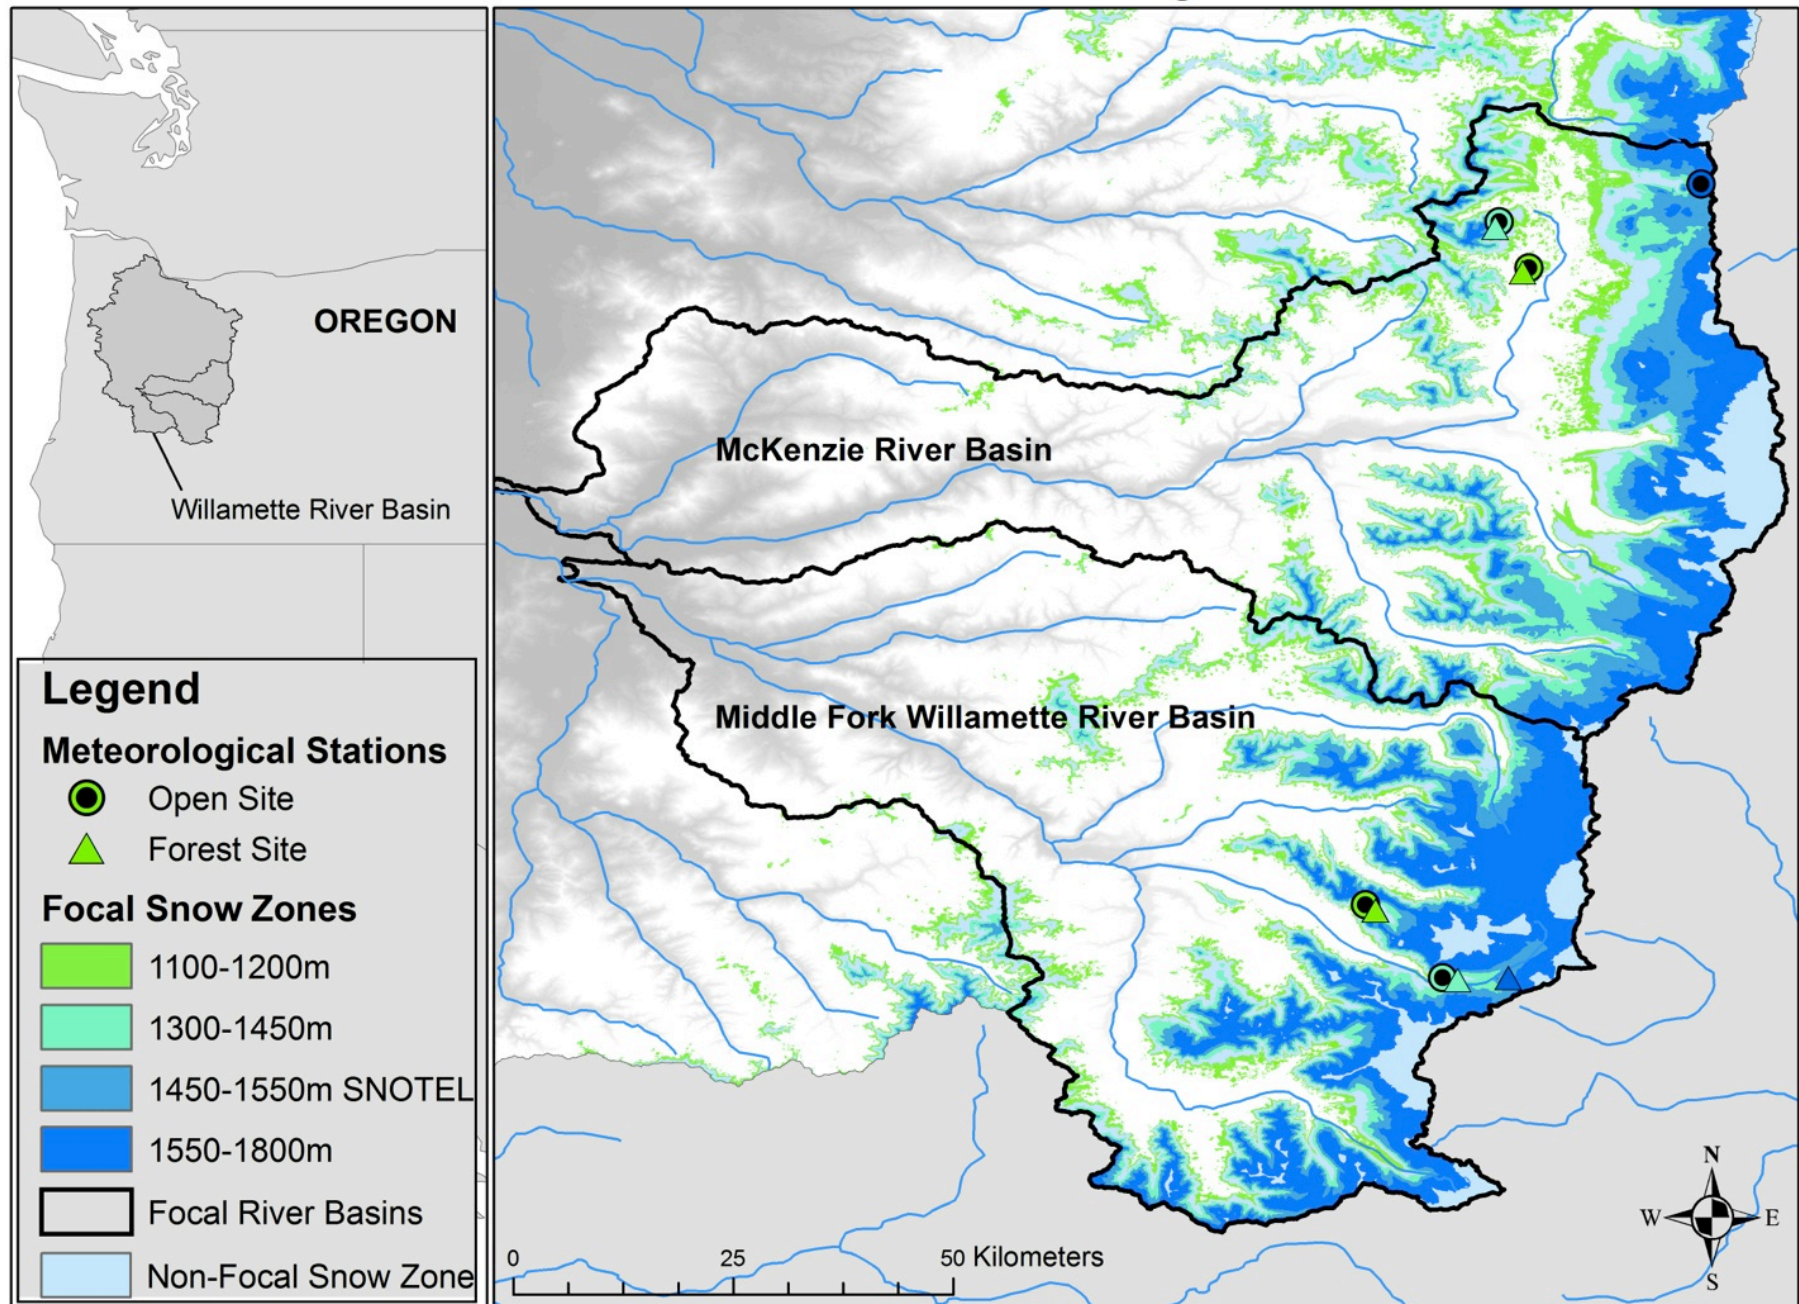 OREGON
Willamette River Basin
Legend
Meteorological Stations
Open Site
Forest Site
Focal Snow Zones
1100-1200m
1300-1450m
1450-1550m SNOTEL
1550-1800m
Focal River Basins
Non-Focal Snow Zone
McKenzie River Basin
Middle Fork Willamette River Basin
0 25 50 Kilometers
N
W E
S